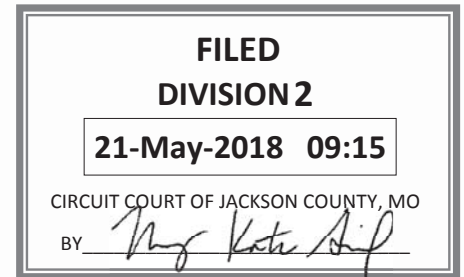 FILED
DIVISION 2
21-May-2018 09:15
CIRCUIT COURT OF JACKSON COUNTY, MO
BY